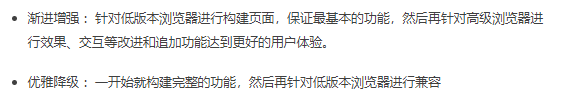 渐进增强： 针对低版本浏览器进行构建页面，保证最基本的功能，然后再针对高级浏览器进
行效果、交互等改进和追加功能达到更好的用户体验。
优雅降级： 一开始就构建完整的功能，然后再针对低版本浏览器进行兼容